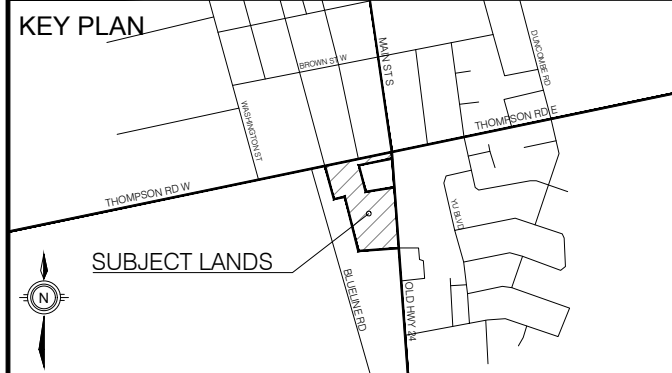 KEY PLAN
MAIN ST S
DUNCOMBE RD
BROWN ST W
WASHINGTON ST
THOMPSON RD E
THOMPSON RD W
YU BLVD
SUBJECT LANDS
BLUELINE RD
OLD HWY 24
N